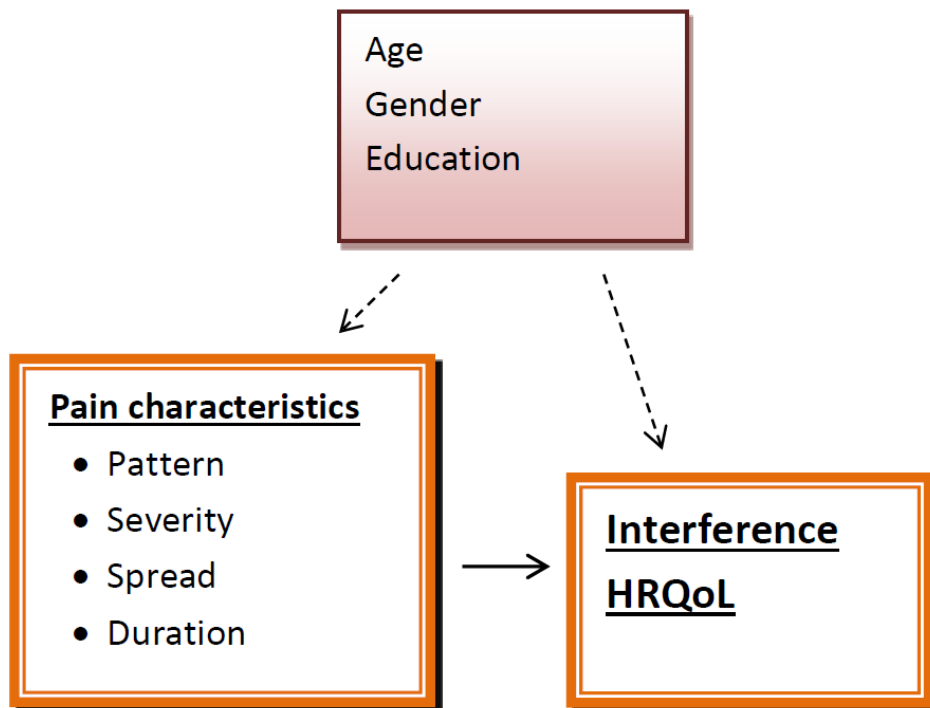 Age
Gender
Education
Pain characteristics
• Pattern
• Severity
• Spread
• Duration
Interference
HRQoL